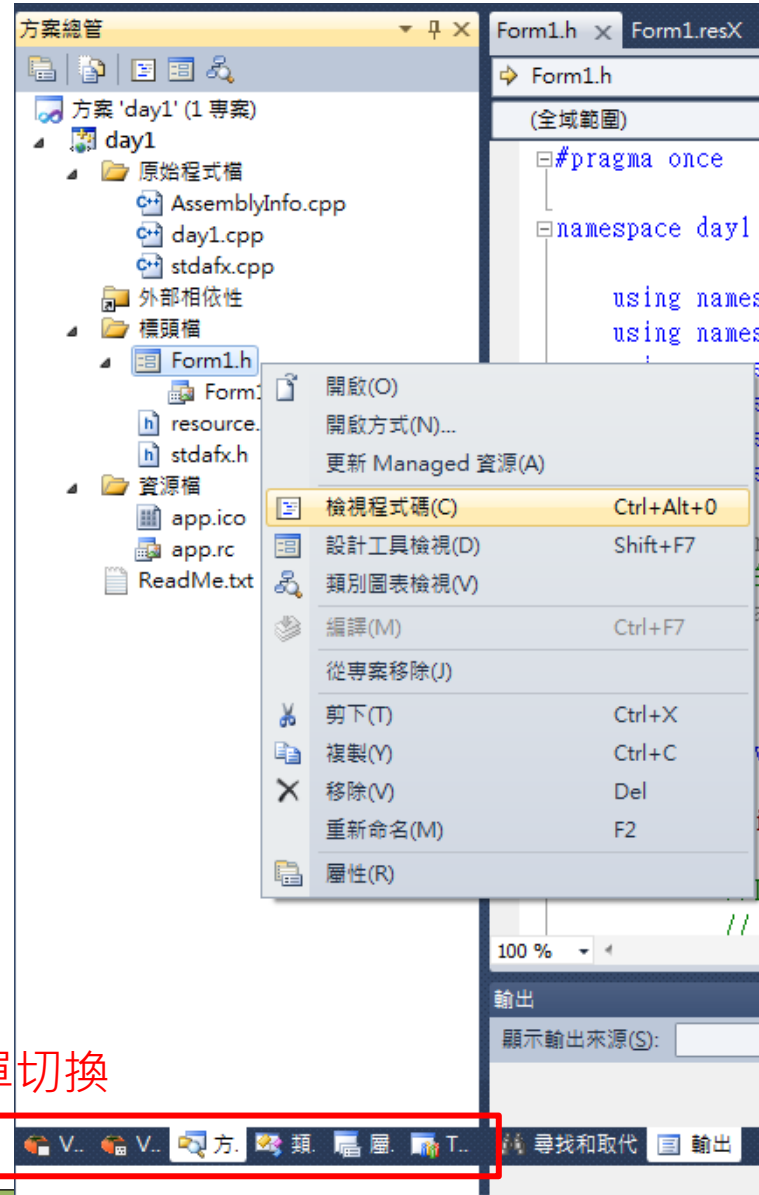 方案總管
方案 'day1' (1 專案)
day1
原始程式檔
AssemblyInfo.cpp
day1.cpp
stdafx.cpp
外部相依性
標頭檔
Form1.h
Form1
resource.
stdafx.h
資源檔
app.ico
app.rc
ReadMe.txt
開啟(O)
開啟方式(N)...
更新 Managed 資源(A)
檢視程式碼(C) Ctrl+Alt+0
設計工具檢視(D) Shift+F7
類別圖表檢視(V)
編譯(M) Ctrl+F7
從專案移除(J)
剪下(T) Ctrl+X
複製(Y) Ctrl+C
移除(V) Del
重新命名(M) F2
屬性(R)
Form1.h Form1.resX
Form1.h
(全域範圍)
#pragma once
namespace day1
using names
using names
//
100 %
輸出
顯示輸出來源(S):
單切換
V.. V.. 方. 類. 屬. T..
尋找和取代 輸出